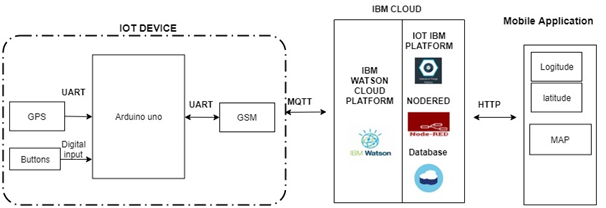 IOT DEVICE
UART
GPS
Digital
input
Buttons
Arduino uno
UART
GSM
MQTT
IBM CLOUD
IBM
WATSON
CLOUD
PLATFORM
IBM Watson
IOT IBM
PLATFORM
NODERED
Node-RED
Database
HTTP
Mobile Application
Logitude
latitude
MAP